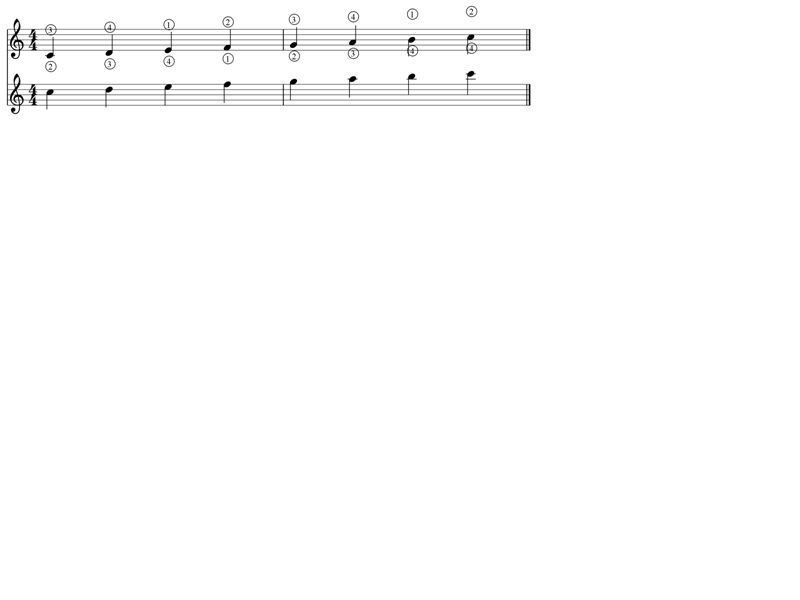 ③ ④ ① ② ③ ④ ① ②
4
4
② ③ ④ ① ② ③ ④ ④
4
4